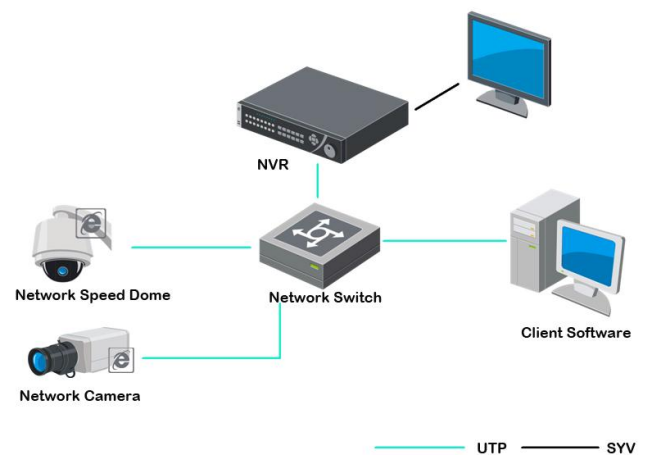 NVR
Network Speed Dome
Network Switch
Client Software
Network Camera
UTP
SYV